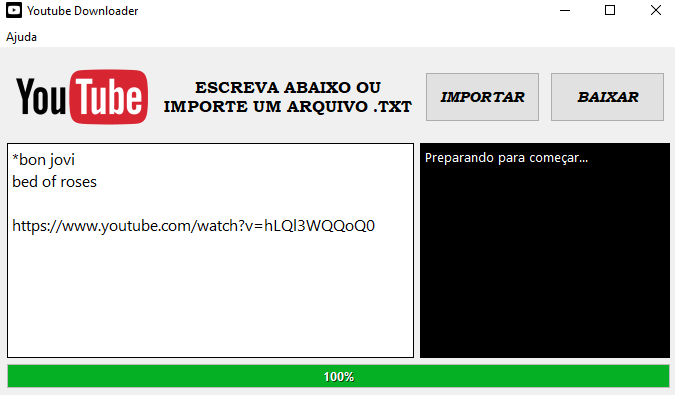 Youtube Downloader
Ajuda
YouTube
ESCREVA ABAIXO OU
IMPORTE UM ARQUIVO .TXT
IMPORTAR
BAIXAR
*bon jovi
bed of roses
https://www.youtube.com/watch?v=hLQl3WQQoQ0
Preparando para começar...
100%